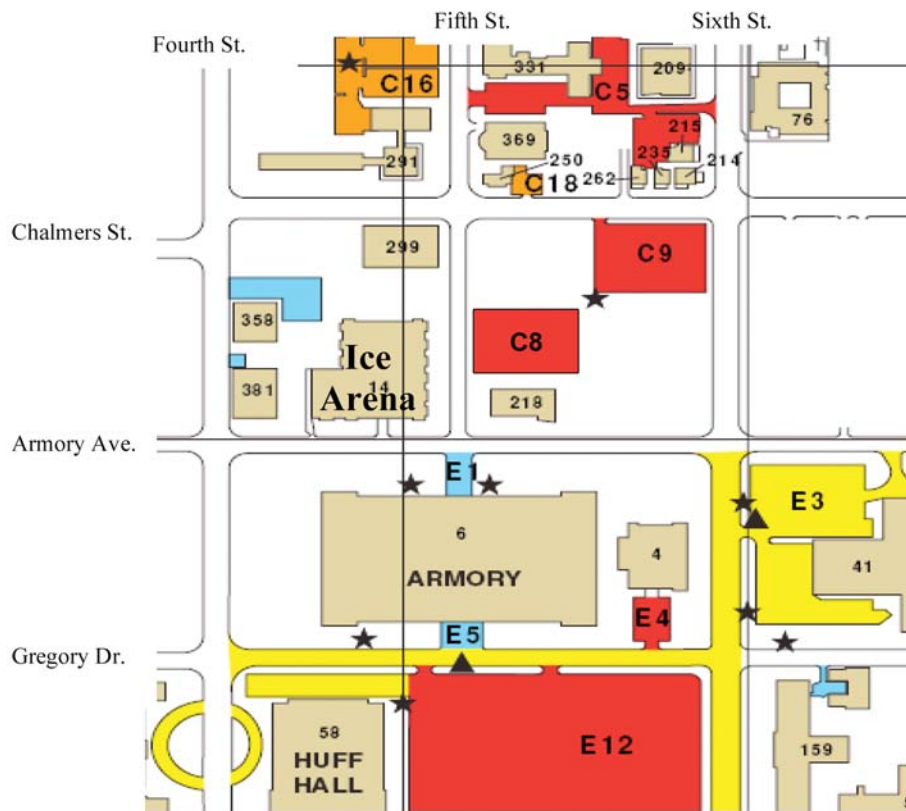 Fifth St.
Sixth St.
Fourth St.
331
209
C16
C5
76
369
215
235
291
250
C18
262
214
Chalmers St.
299
C9
358
C8
Ice
Arena
14
381
218
Armory Ave.
E1
E3
6
4
41
ARMORY
E4
E5
Gregory Dr.
58
E12
159
HUFF
HALL